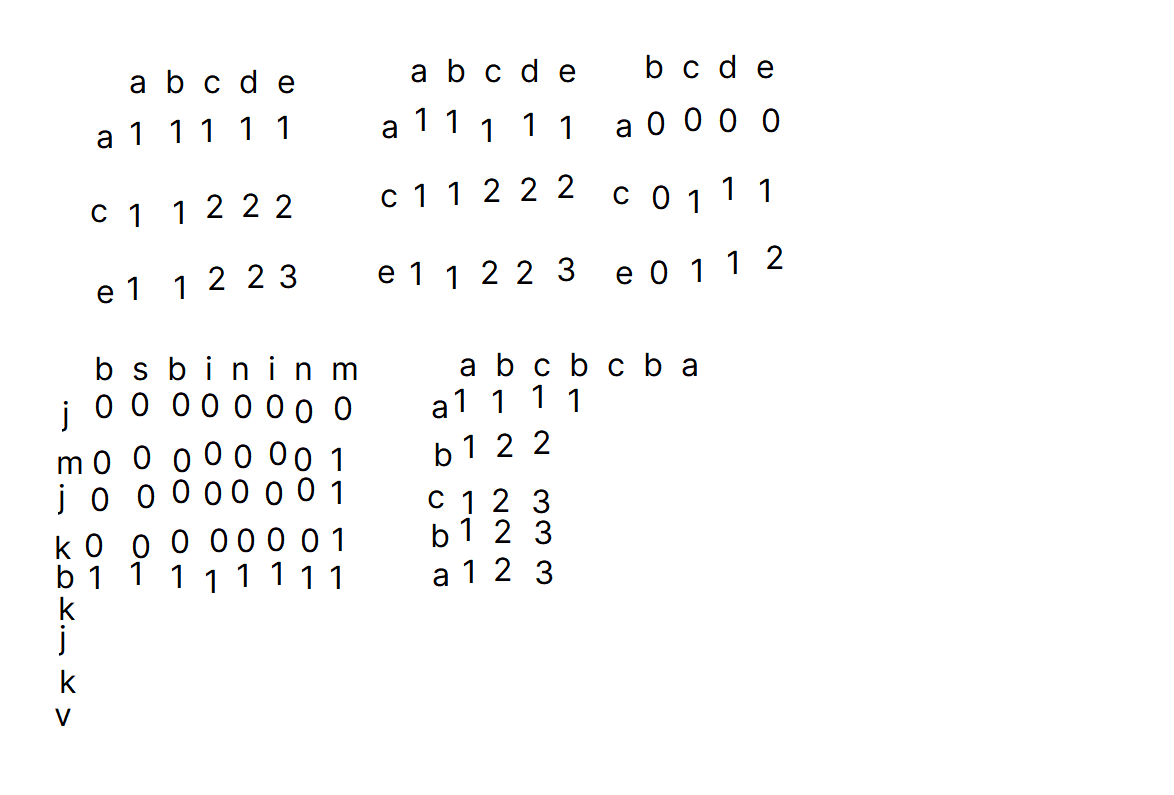 a b c d e
a 1 1 1 1 1
c 1 1 2 2 2
e 1 1 2 2 3
a b c d e
a 1 1 1 1 1
c 1 1 2 2 2
e 1 1 2 2 3
b c d e
a 0 0 0 0
c 0 1 1 1
e 0 1 1 2
b s b i n i n m
j 0 0 0 0 0 0 0 0
m 0 0 0 0 0 0 0 1
j 0 0 0 0 0 0 0 1
k 0 0 0 0 0 0 0 1
b 1 1 1 1 1 1 1 1
k
j
k
v
a b c b c b a
a 1 1 1 1
b 1 2 2
c 1 2 3
b 1 2 3
a 1 2 3